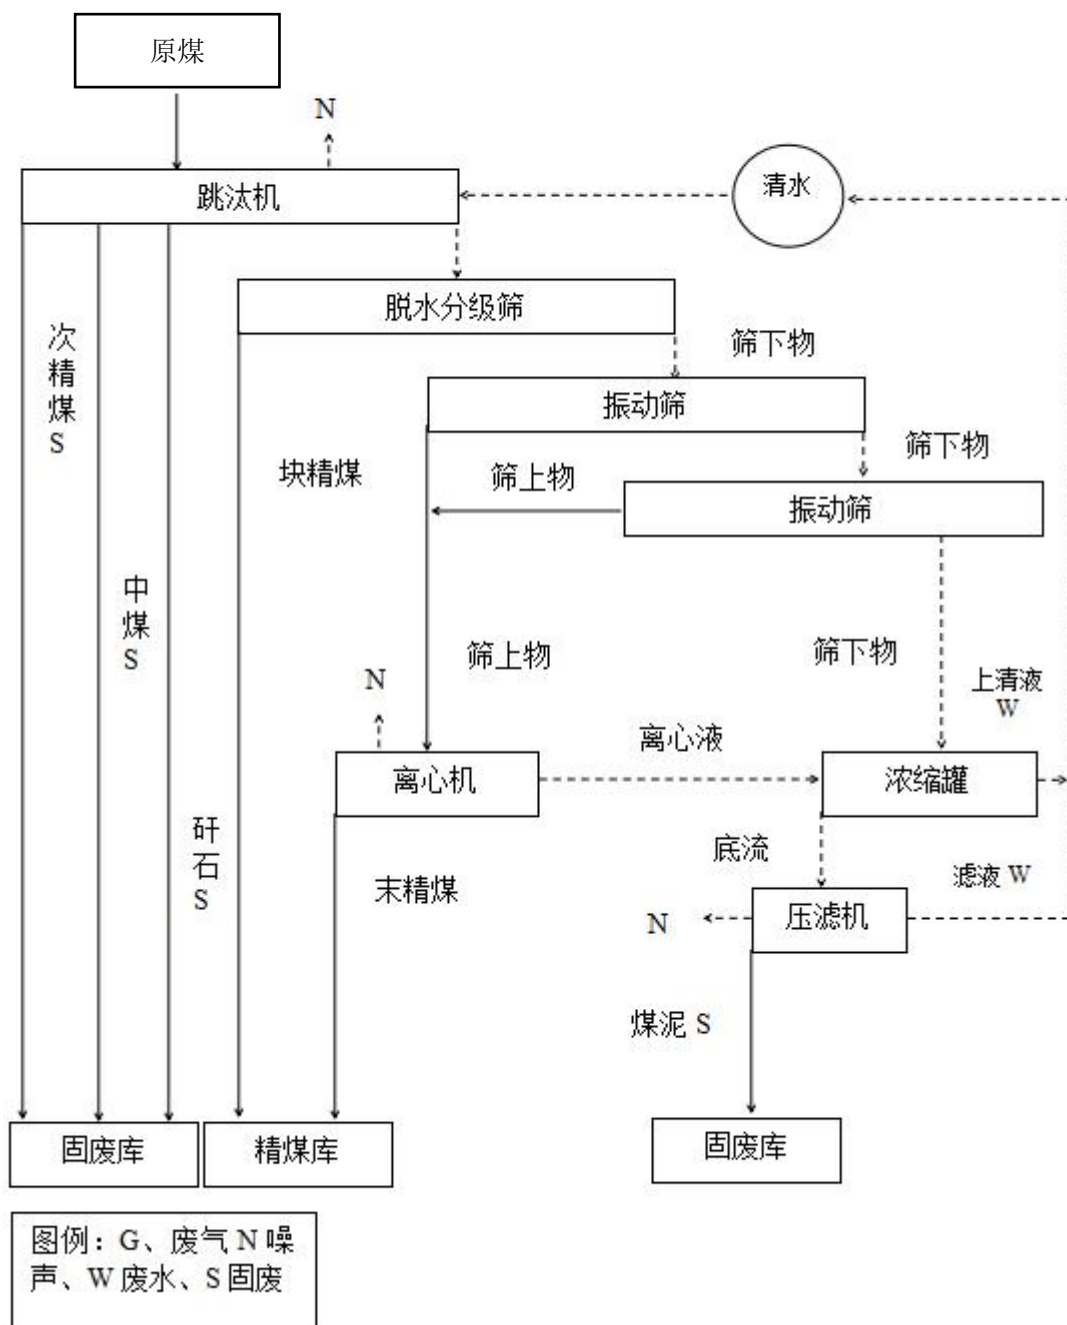 原煤
N
跳汰机
清水
脱水分级筛
次精煤S
筛下物
振动筛
块精煤
筛上物
筛下物
振动筛
中煤S
筛上物
筛下物
N
上清液
W
离心液
离心机
浓缩罐
矸石S
末精煤
底流
滤液 W
N
压滤机
煤泥 S
固废库
精煤库
固废库
图例：G、废气 N 噪
声、W 废水、S 固废